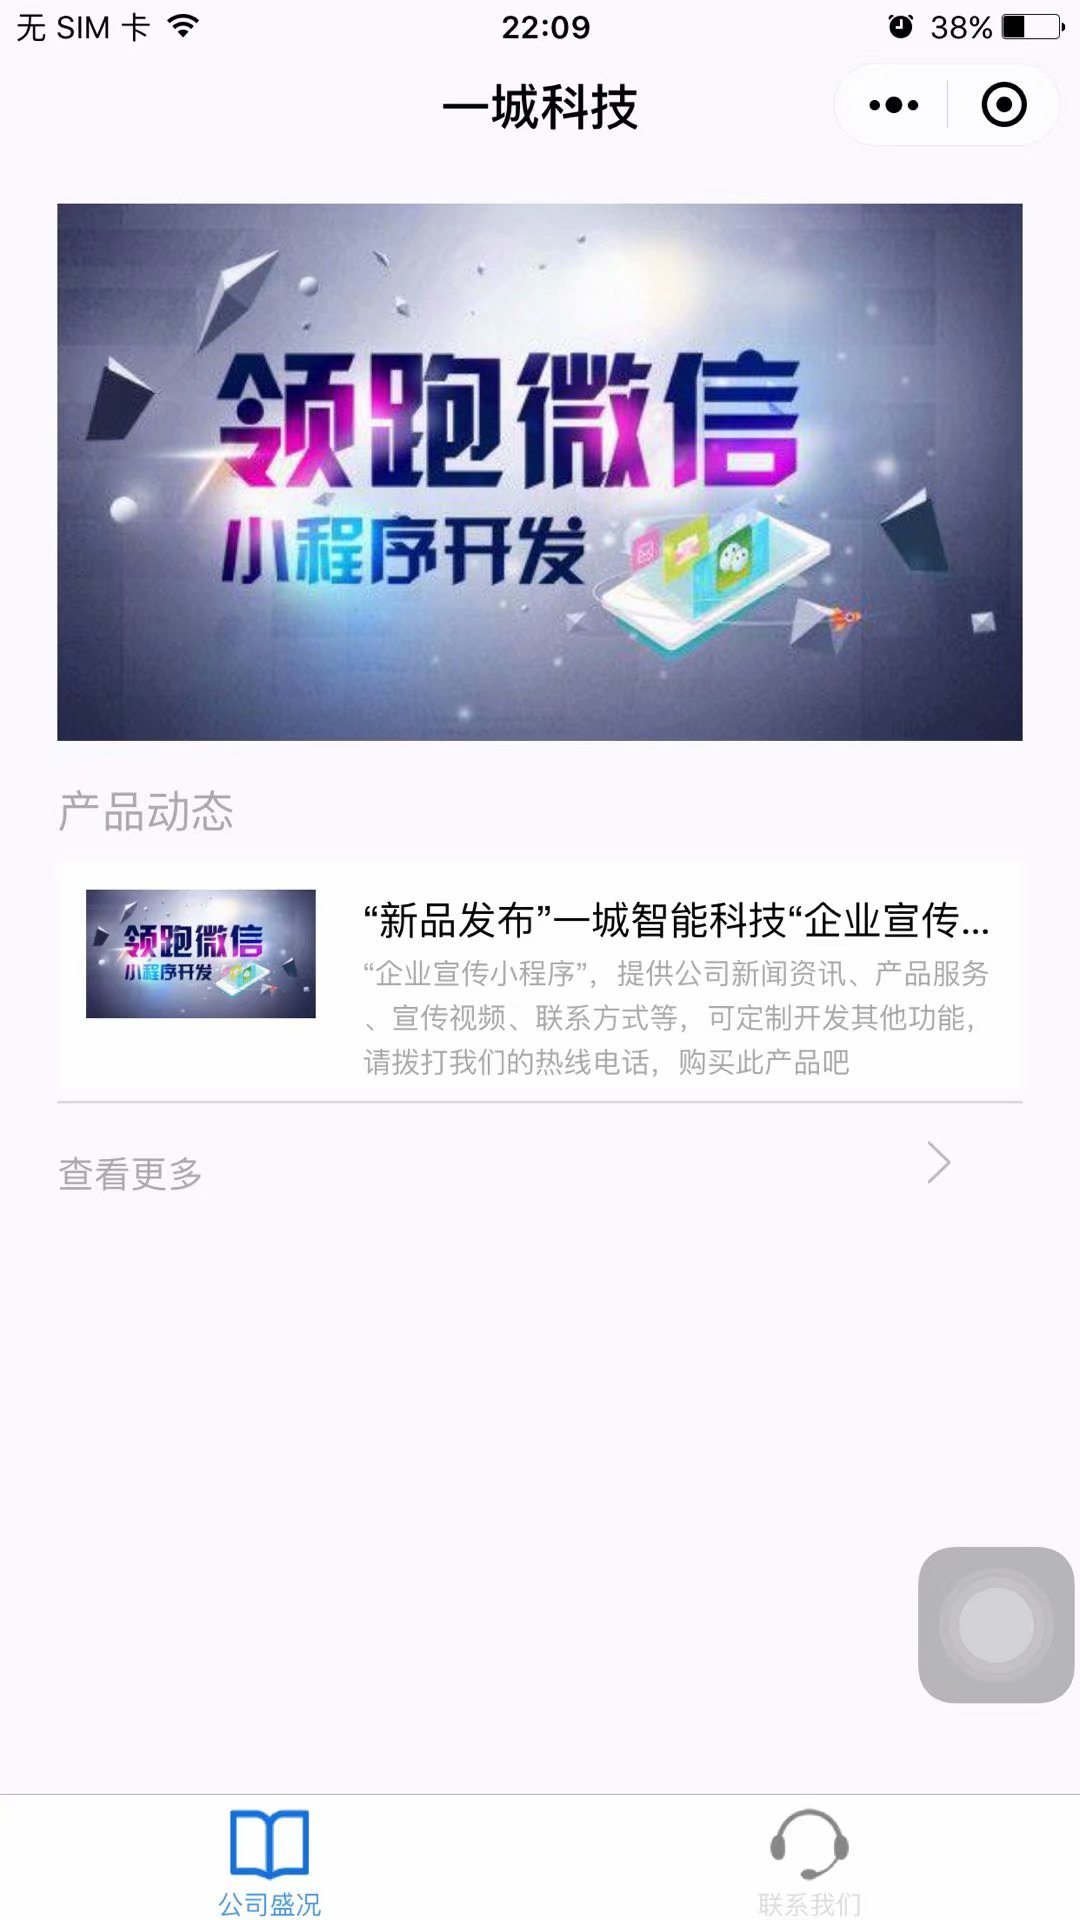 无 SIM 卡
22:09
38%
一城科技
领跑微信
小程序开发
产品动态
领跑微信
小程序开发
“新品发布”一城智能科技“企业宣传...
“企业宣传小程序”，提供公司新闻资讯、产品服务
、宣传视频、联系方式等，可定制开发其他功能，
请拨打我们的热线电话，购买此产品吧
查看更多
公司盛况
联系我们